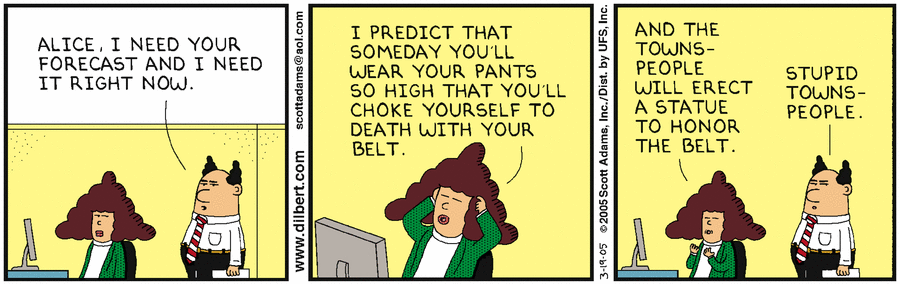 ALICE, I NEED YOUR
FORECAST AND I NEED
IT RIGHT NOW.
www.dilbert.com
scottadams@aol.com
I PREDICT THAT
SOMEDAY YOU'LL
WEAR YOUR PANTS
SO HIGH THAT YOU'LL
CHOKE YOURSELF TO
DEATH WITH YOUR
BELT.
3-19-05 © 2005 Scott Adams, Inc./Dist. by UFS, Inc.
AND THE
TOWNS-
PEOPLE
WILL ERECT
A STATUE
TO HONOR
THE BELT.
STUPID
TOWNS-
PEOPLE.